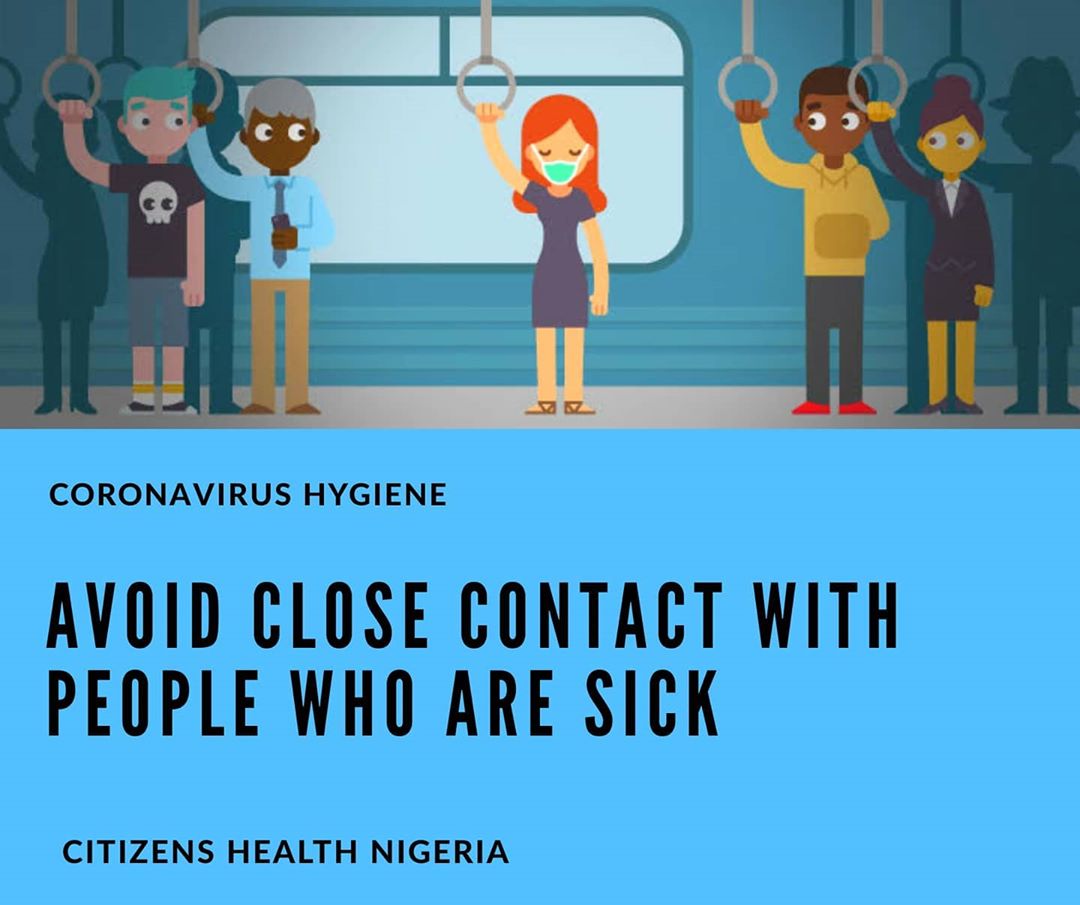 CORONAVIRUS HYGIENE
AVOID CLOSE CONTACT WITH
PEOPLE WHO ARE SICK
CITIZENS HEALTH NIGERIA